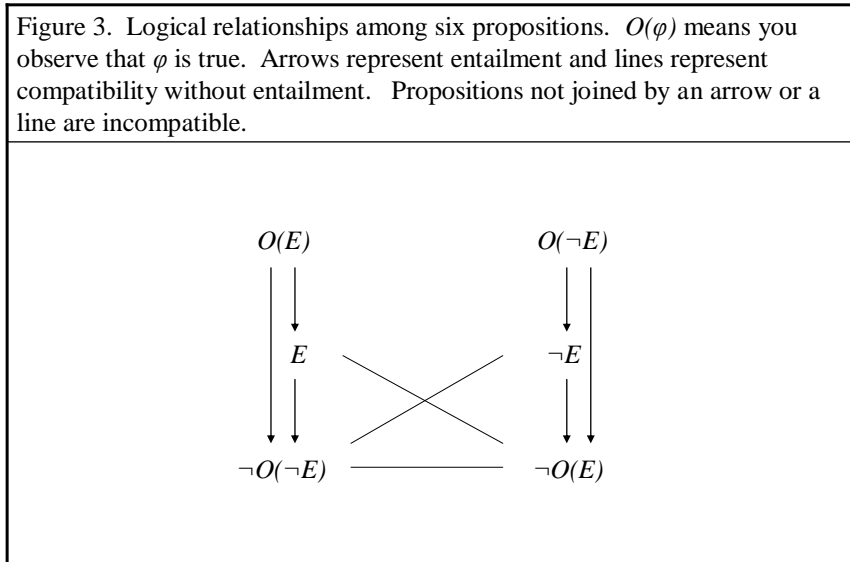 Figure 3.  Logical relationships among six propositions.  O(φ) means you
observe that φ is true.  Arrows represent entailment and lines represent
compatibility without entailment.   Propositions not joined by an arrow or a
line are incompatible.
O(E) O(¬E)
E ¬E
¬O(¬E) ¬O(E)